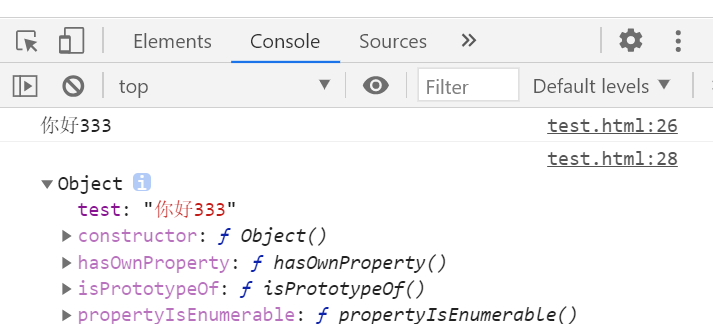 Elements Console Sources
top Filter Default levels
你好333 test.html:26
test.html:28
Object i
test: "你好333"
constructor: ƒ Object()
hasOwnProperty: ƒ hasOwnProperty()
isPrototypeOf: ƒ isPrototypeOf()
propertyIsEnumerable: ƒ propertyIsEnumerable()